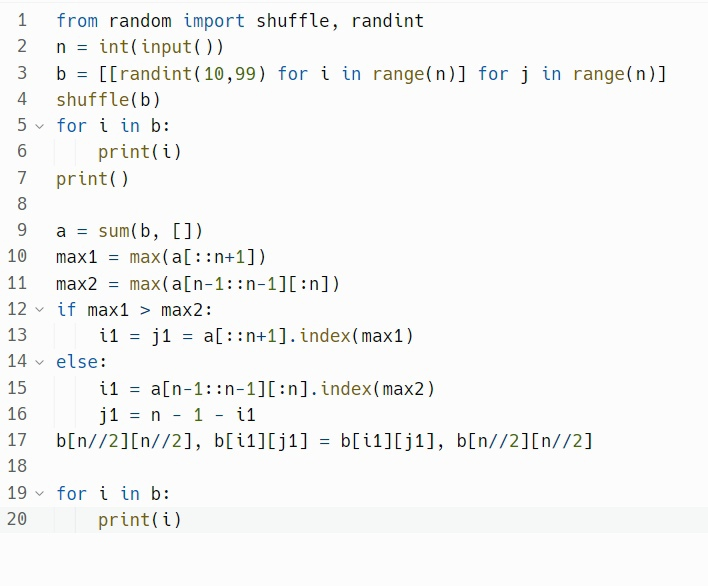 1 from random import shuffle, randint
2 n = int(input())
3 b = [[randint(10,99) for i in range(n)] for j in range(n)]
4 shuffle(b)
5 for i in b:
6     print(i)
7 print()
8
9 a = sum(b, [])
10 max1 = max(a[::n+1])
11 max2 = max(a[n-1::n-1][:n])
12 if max1 > max2:
13     i1 = j1 = a[::n+1].index(max1)
14 else:
15     i1 = a[n-1::n-1][:n].index(max2)
16     j1 = n - 1 - i1
17 b[n//2][n//2], b[i1][j1] = b[i1][j1], b[n//2][n//2]
18
19 for i in b:
20     print(i)